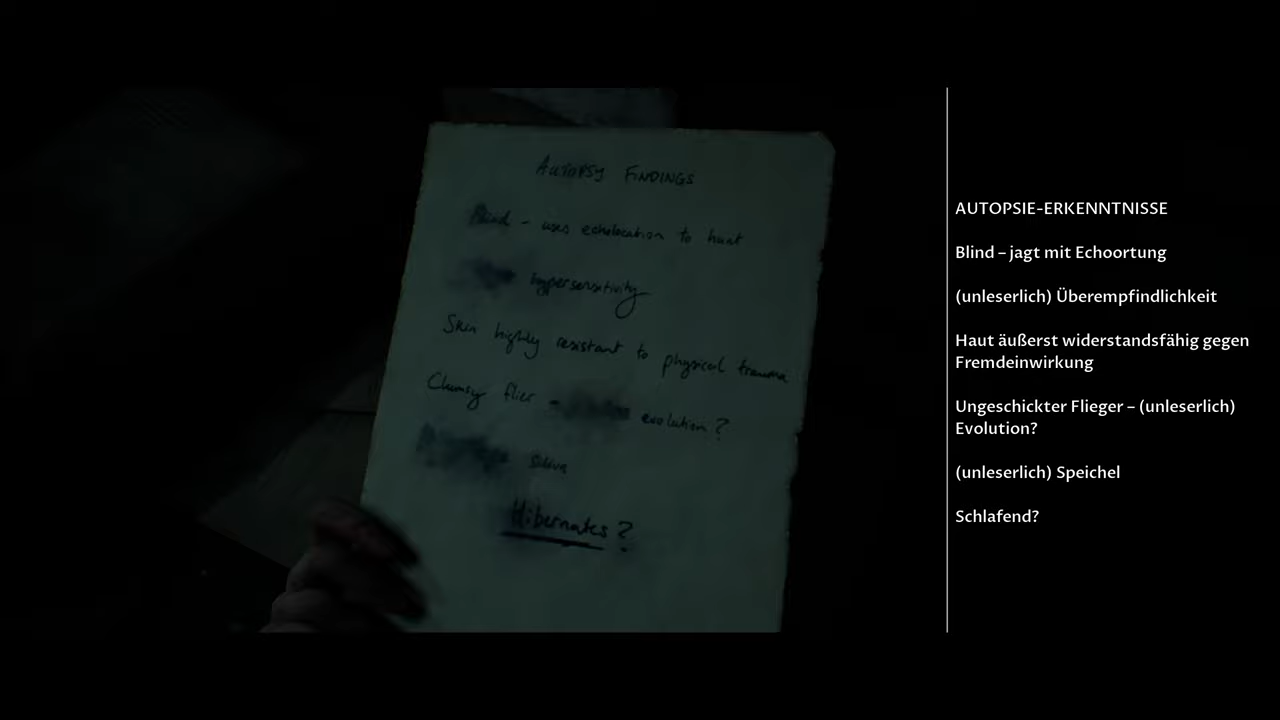 AUTOPSY FINDINGS
Blind - uses echolocation to hunt
hypersensitivity
Skin highly resistant to physical trauma
Clumsy flier - evolution?
saliva
Hibernates?
AUTOPSIE-ERKENNTNISSE
Blind – jagt mit Echoortung
(unleserlich) Überempfindlichkeit
Haut äußerst widerstandsfähig gegen
Fremdeinwirkung
Ungeschickter Flieger – (unleserlich)
Evolution?
(unleserlich) Speichel
Schlafend?